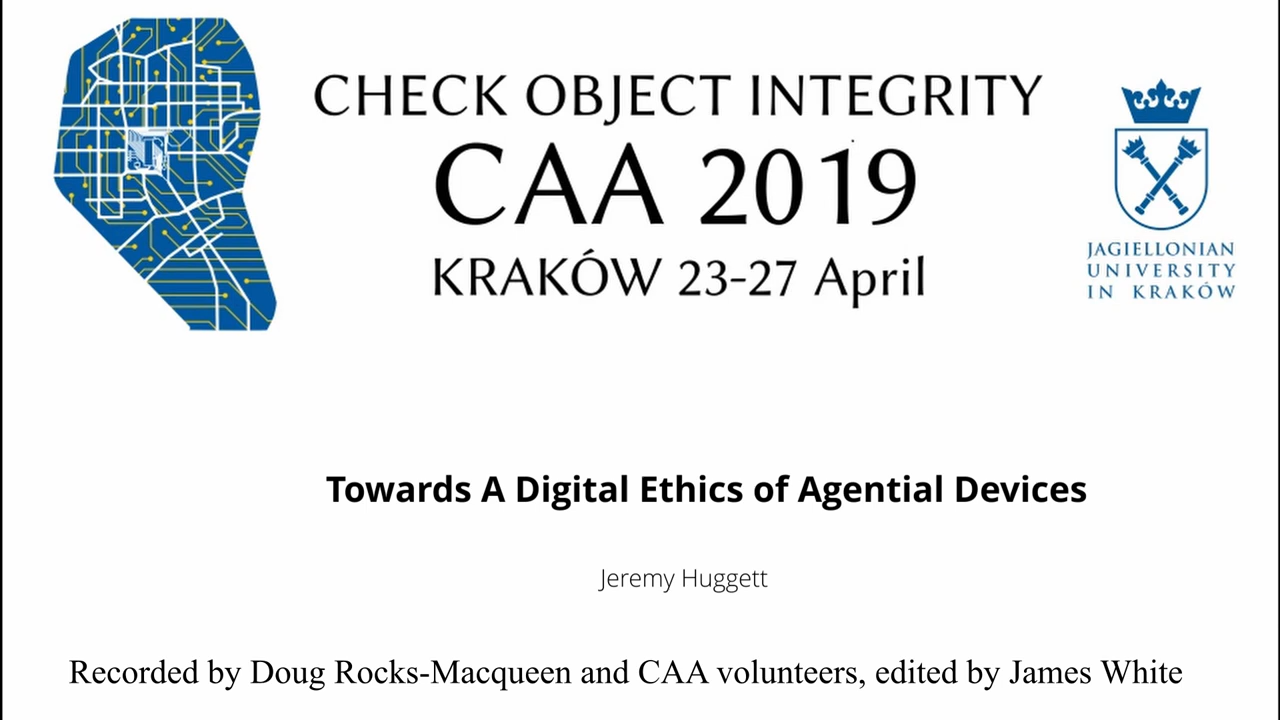 CHECK OBJECT INTEGRITY
CAA 2019
KRAKÓW 23-27 April
JAGIELLONIAN
UNIVERSITY
IN KRAKÓW
Towards A Digital Ethics of Agential Devices
Jeremy Huggett
Recorded by Doug Rocks-Macqueen and CAA volunteers, edited by James White